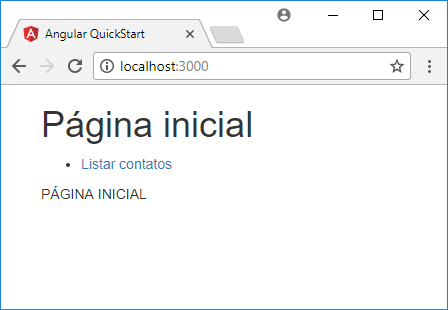 Angular QuickStart
localhost:3000
Página inicial
Listar contatos
PÁGINA INICIAL